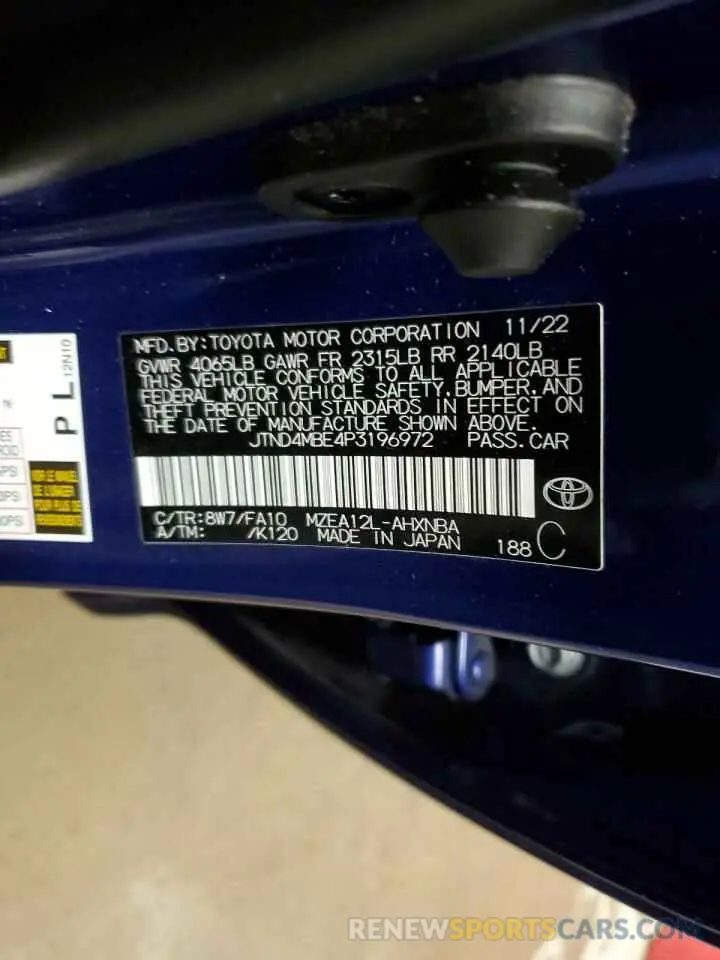 MFD. BY: TOYOTA MOTOR CORPORATION 11/22
GVWR 4065LB GAWR FR 2315LB RR 2140LB
THIS VEHICLE CONFORMS TO ALL APPLICABLE
FEDERAL MOTOR VEHICLE SAFETY, BUMPER, AND
THEFT PREVENTION STANDARDS IN EFFECT ON
THE DATE OF MANUFACTURE SHOWN ABOVE.
JTND4MBE4P3196972 PASS. CAR
C/TR: 8W7/FA10 MZEA12L-AHXNBA
A/TM: /K120 MADE IN JAPAN 188 C
PL
12N10
RENEWSPORTSCARS.COM